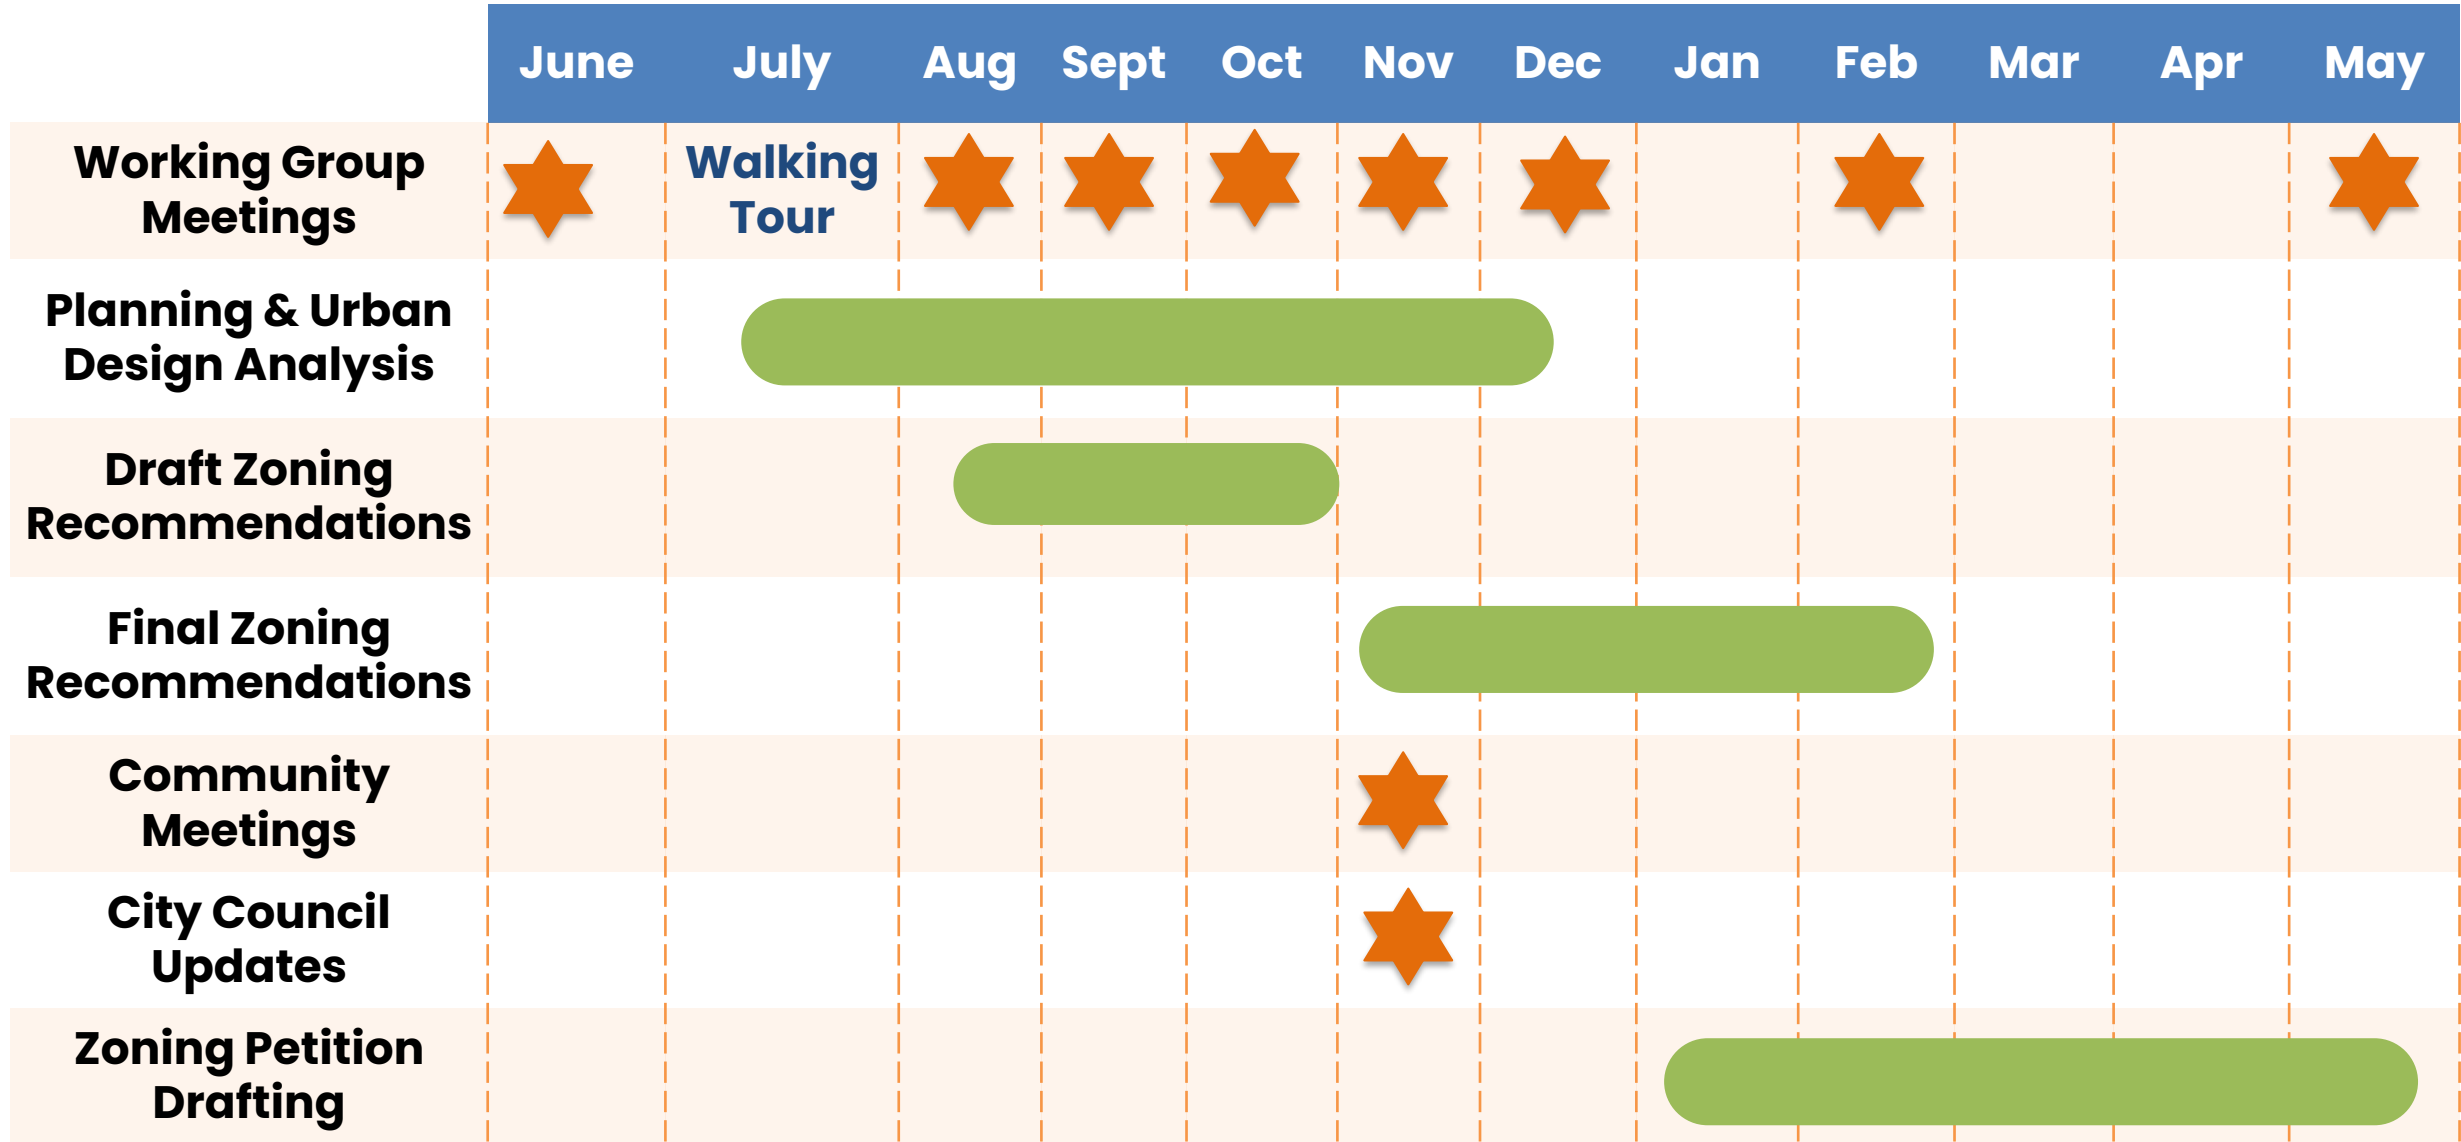 June July Aug Sept Oct Nov Dec Jan Feb Mar Apr May
Working Group
Meetings
Walking
Tour
Planning & Urban
Design Analysis
Draft Zoning
Recommendations
Final Zoning
Recommendations
Community
Meetings
City Council
Updates
Zoning Petition
Drafting